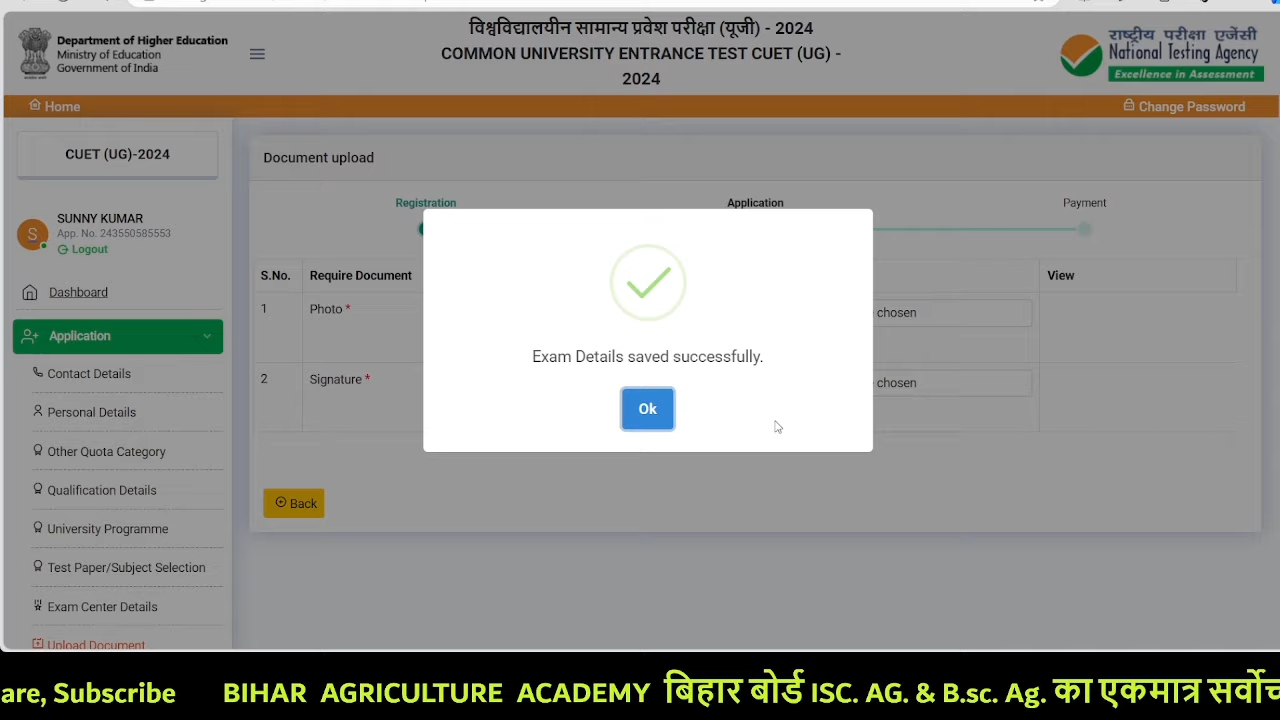 Department of Higher Education
Ministry of Education
Government of India
विश्वविद्यालयीन सामान्य प्रवेश परीक्षा (यूजी) - 2024
COMMON UNIVERSITY ENTRANCE TEST CUET (UG) -
2024
राष्ट्रीय परीक्षा एजेंसी
National Testing Agency
Excellence in Assessment
Home
Change Password
CUET (UG)-2024
S
SUNNY KUMAR
App. No. 243550585553
Logout
Dashboard
Application
Contact Details
Personal Details
Other Quota Category
Qualification Details
University Programme
Test Paper/Subject Selection
Exam Center Details
Upload Document
Document upload
Registration
Application
Payment
S.No.
Require Document
View
1
Photo *
chosen
2
Signature *
chosen
Exam Details saved successfully.
Ok
Back
are, Subscribe BIHAR AGRICULTURE ACADEMY बिहार बोर्ड ISC. AG. & B.sc. Ag. का एकमात्र